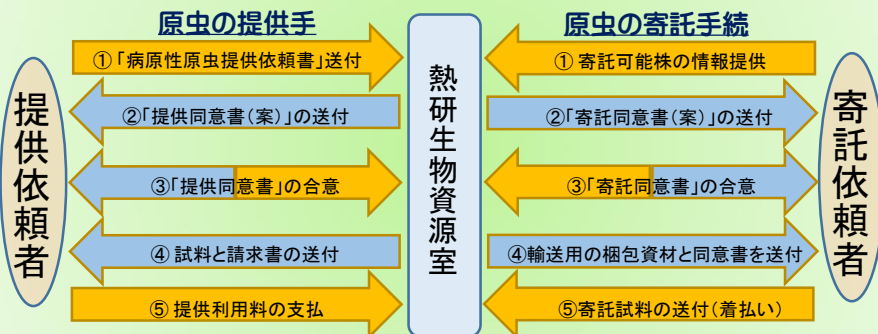 原虫の提供手
原虫の寄託手続
提供依頼者
①「病原性原虫提供依頼書」送付
②「提供同意書(案)」の送付
③「提供同意書」の合意
④ 試料と請求書の送付
⑤ 提供利用料の支払
熱研生物資源室
① 寄託可能株の情報提供
②「寄託同意書(案)」の送付
③「寄託同意書」の合意
④輸送用の梱包資材と同意書を送付
⑤寄託試料の送付(着払い)
寄託依頼者